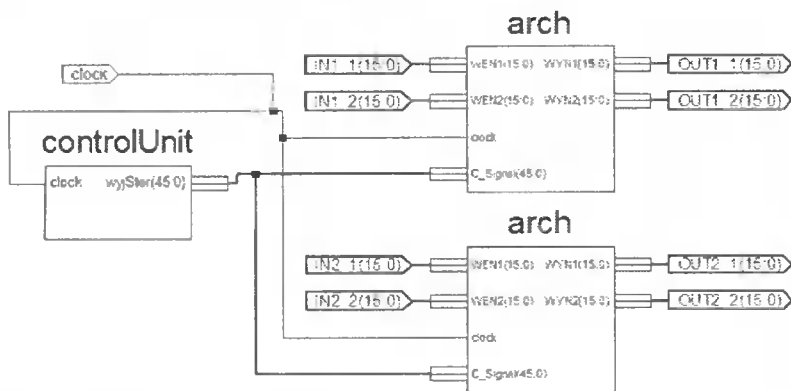 arch
clock
IN1_1(15:0)
WEN1(15:0) WYN1(15:0)
OUT1_1(15:0)
IN1_2(15:0)
WEN2(15:0) WYN2(15:0)
OUT1_2(15:0)
controlUnit
clock
clock wyjSter(45:0)
C_Signal(45:0)
arch
IN2_1(15:0)
WEN1(15:0) WYN1(15:0)
OUT2_1(15:0)
IN2_2(15:0)
WEN2(15:0) WYN2(15:0)
OUT2_2(15:0)
clock
C_Signal(45:0)